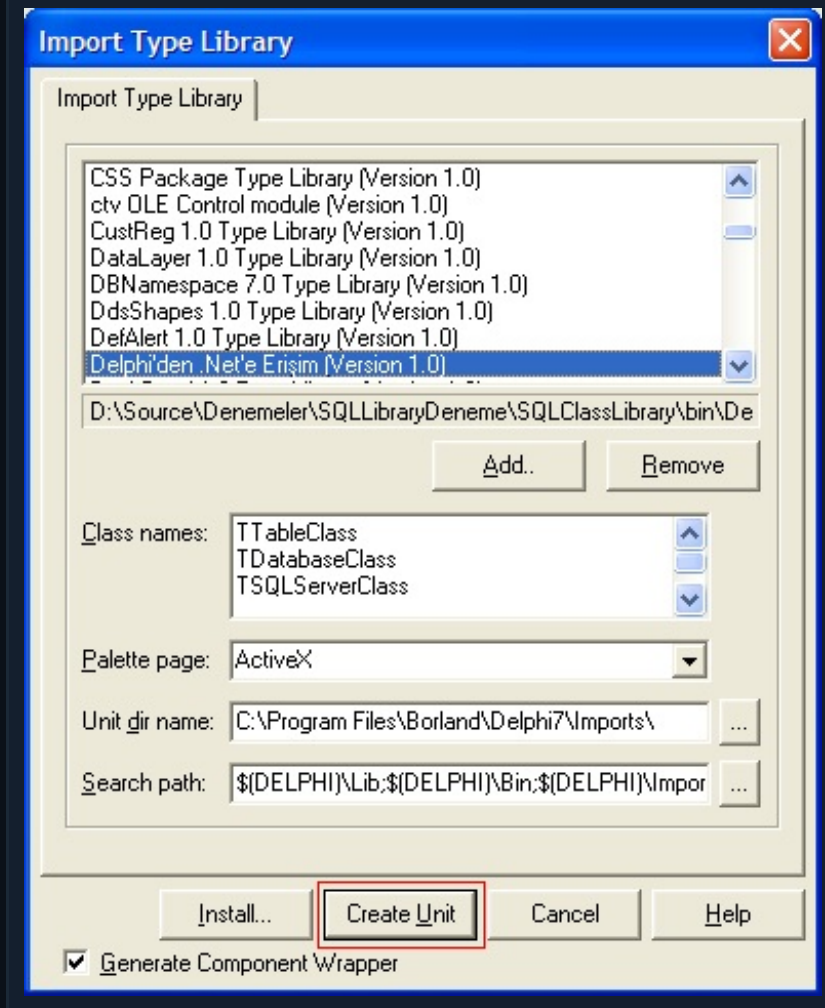 Import Type Library
Import Type Library
CSS Package Type Library (Version 1.0)
ctv OLE Control module (Version 1.0)
CustReg 1.0 Type Library (Version 1.0)
DataLayer 1.0 Type Library (Version 1.0)
DBNamespace 7.0 Type Library (Version 1.0)
DdsShapes 1.0 Type Library (Version 1.0)
DefAlert 1.0 Type Library (Version 1.0)
Delphi'den .Net'e Erişim (Version 1.0)
D:\Source\Denemeler\SQLLibraryDeneme\SQLClassLibrary\bin\De
Add.. Remove
Class names: TTableClass
TDatabaseClass
TSQLServerClass
Palette page: ActiveX
Unit dir name: C:\Program Files\Borland\Delphi7\Imports\ ...
Search path: $(DELPHI)\Lib;$(DELPHI)\Bin;$(DELPHI)\Impor ...
Install... Create Unit Cancel Help
Generate Component Wrapper